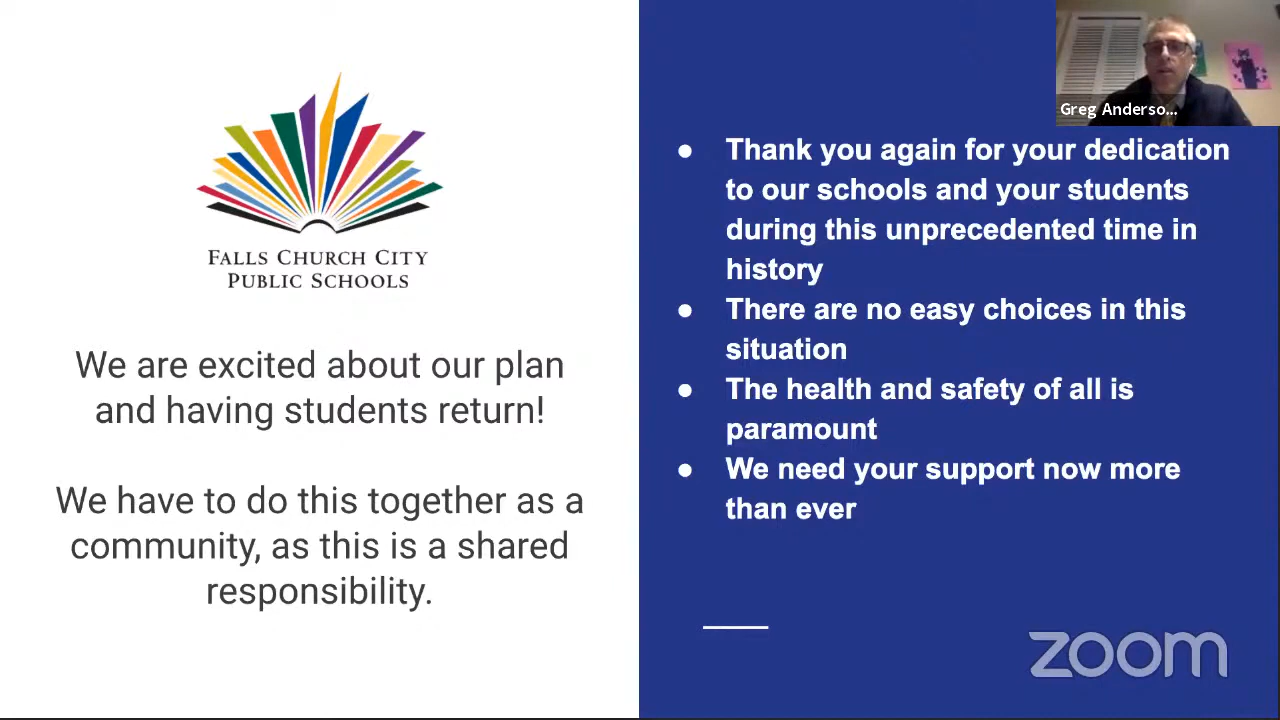 FALLS CHURCH CITY
PUBLIC SCHOOLS
We are excited about our plan
and having students return!
We have to do this together as a
community, as this is a shared
responsibility.
Greg Anderso...
● Thank you again for your dedication
to our schools and your students
during this unprecedented time in
history
● There are no easy choices in this
situation
● The health and safety of all is
paramount
● We need your support now more
than ever
zoom